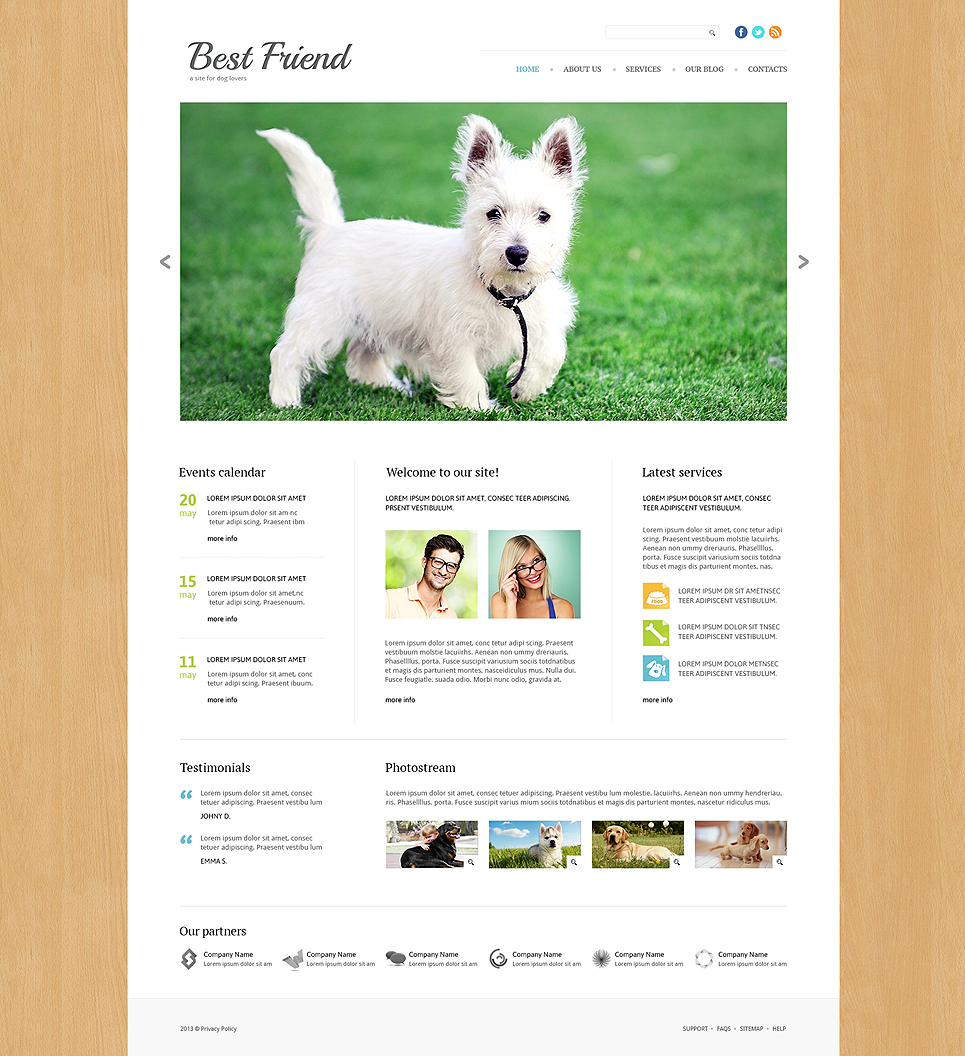 Best Friend
a site for dog lovers
HOME ABOUT US SERVICES OUR BLOG CONTACTS
Events calendar
20
may
LOREM IPSUM DOLOR SIT AMET
Lorem ipsum dolor sit am nc
tetur adipi scing. Praesent ibm
more info
15
may
LOREM IPSUM DOLOR SIT AMET
Lorem ipsum dolor sit amet,nc
tetur adipi scing. Praesenuum.
more info
11
may
LOREM IPSUM DOLOR SIT AMET
Lorem ipsum dolor sit amet, conc
tetur adipi scing. Praesent ibuum.
more info
Welcome to our site!
LOREM IPSUM DOLOR SIT AMET, CONSEC TEER ADIPISCING.
PRSENT VESTIBULUM.
Lorem ipsum dolor sit amet, conc tetur adipi scing. Praesent
vestibuum mosstie lacuiirhs. Aenean non ummy dreriauris.
Phasellllus. porta. Fusce suscipit variusium sociis totdatibus
et magis dis parturient montes, nasceidiculus mus. Nulla dui.
Fusce feugiatle, suada odio. Morbi nunc odio, gravida at.
more info
Latest services
LOREM IPSUM DOLOR SIT AMET, CONSEC
TEER ADIPISCENT VESTIBULUM.
Lorem ipsum dolor sit amet, conc tetur adipi
scing. Praesent vestibuum molstie lacuiirhs.
Aenean non ummy dreriauris. Phasellllus,
porta. Fusce suscipit variusium sociis totdna
tibus et magis dis parturient montes, nas.
FOOD
LOREM IPSUM DR SIT AMETNSEC
TEER ADIPISCENT VESTIBULUM.
LOREM IPSUM DOLOR SIT TNSEC
TEER ADIPISCENT VESTIBULUM.
LOREM IPSUM DOLOR METNSEC
TEER ADIPISCENT VESTIBULUM.
more info
Testimonials
Lorem ipsum dolor sit amet, consec
tetuer adipiscing. Praesent vestibu lum
JOHNY D.
Lorem ipsum dolor sit amet, consec
tetuer adipiscing. Praesent vestibu lum
EMMA S.
Photostream
Lorem ipsum dolor sit amet, consec tetuer adipiscing. Praesent vestibu lum molestie. lacuiirhs. Aenean non ummy hendreriau.
ris. Phasellllus. porta. Fusce suscipit varius mium sociis totdnatibus et magnis dis parturient montes, nascetur ridiculus mus.
Our partners
Company Name
Lorem ipsum dolor sit am
Company Name
Lorem ipsum dolor sit am
Company Name
Lorem ipsum dolor sit am
Company Name
Lorem ipsum dolor sit am
Company Name
Lorem ipsum dolor sit am
Company Name
Lorem ipsum dolor sit am
2013 © Privacy Policy
SUPPORT FAQS SITEMAP HELP